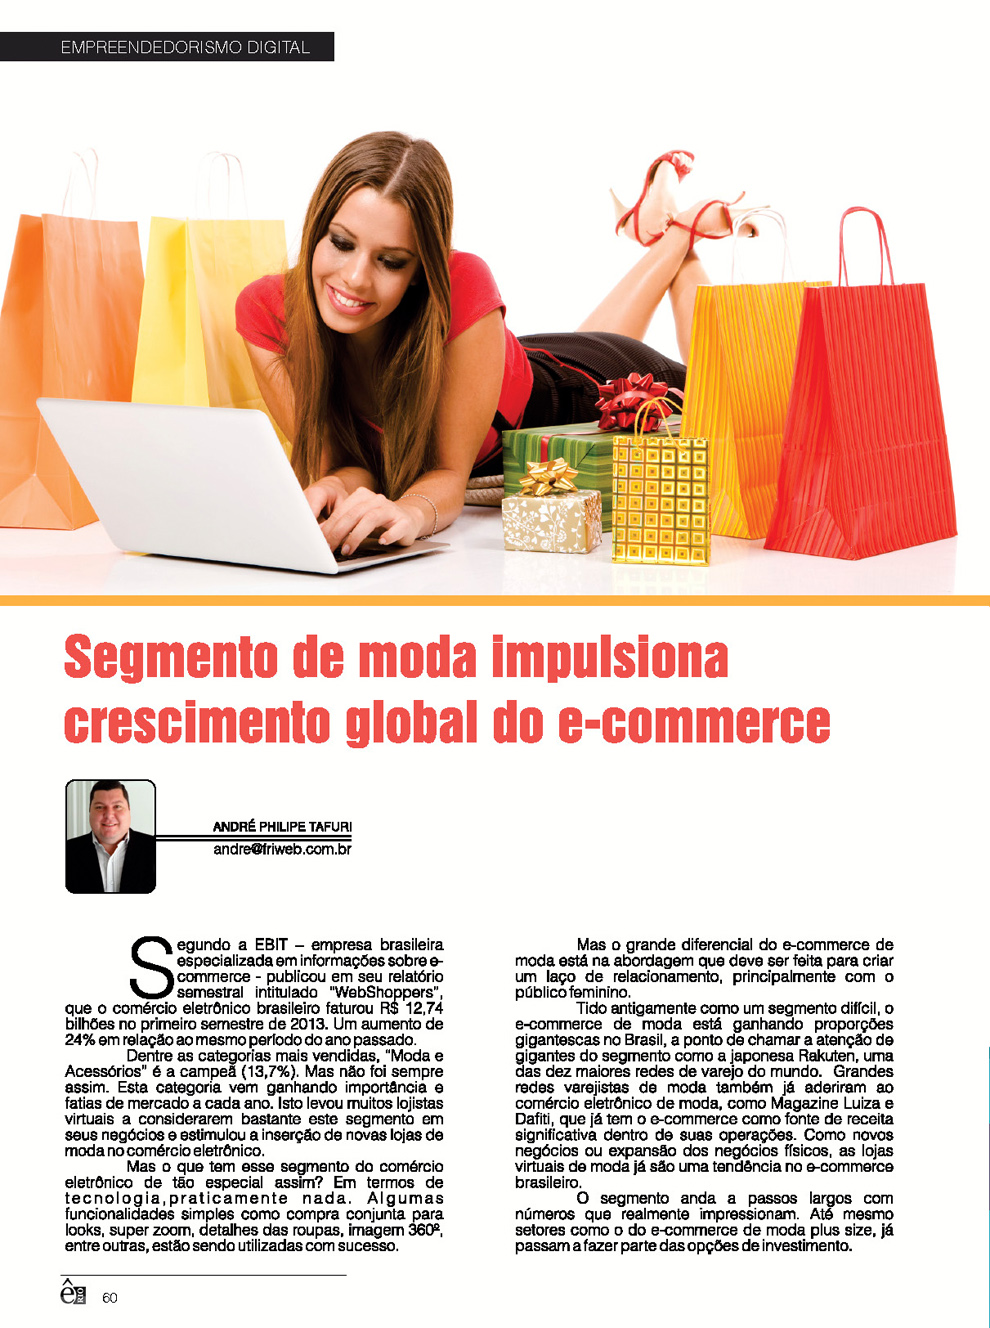 EMPREENDEDORISMO DIGITAL
Segmento de moda impulsiona
crescimento global do e-commerce
ANDRÉ PHILIPE TAFURI
andre@friweb.com.br
Segundo a EBIT – empresa brasileira
especializada em informações sobre e-
commerce - publicou em seu relatório
semestral intitulado "WebShoppers",
que o comércio eletrônico brasileiro faturou R$ 12,74
bilhões no primeiro semestre de 2013. Um aumento de
24% em relação ao mesmo período do ano passado.
Dentre as categorias mais vendidas, "Moda e
Acessórios" é a campeã (13,7%). Mas não foi sempre
assim. Esta categoria vem ganhando importância e
fatias de mercado a cada ano. Isto levou muitos lojistas
virtuais a considerarem bastante este segmento em
seus negócios e estimulou a inserção de novas lojas de
moda no comércio eletrônico.
Mas o que tem esse segmento do comércio
eletrônico de tão especial assim? Em termos de
tecnologia,praticamente nada. Algumas
funcionalidades simples como compra conjunta para
looks, super zoom, detalhes das roupas, imagem 360º,
entre outras, estão sendo utilizadas com sucesso.
Mas o grande diferencial do e-commerce de
moda está na abordagem que deve ser feita para criar
um laço de relacionamento, principalmente com o
público feminino.
Tido antigamente como um segmento difícil, o
e-commerce de moda está ganhando proporções
gigantescas no Brasil, a ponto de chamar a atenção de
gigantes do segmento como a japonesa Rakuten, uma
das dez maiores redes de varejo do mundo. Grandes
redes varejistas de moda também já aderiram ao
comércio eletrônico de moda, como Magazine Luiza e
Dafiti, que já tem o e-commerce como fonte de receita
significativa dentro de suas operações. Como novos
negócios ou expansão dos negócios físicos, as lojas
virtuais de moda já são uma tendência no e-commerce
brasileiro.
O segmento anda a passos largos com
números que realmente impressionam. Até mesmo
setores como o do e-commerce de moda plus size, já
passam a fazer parte das opções de investimento.
ê
60